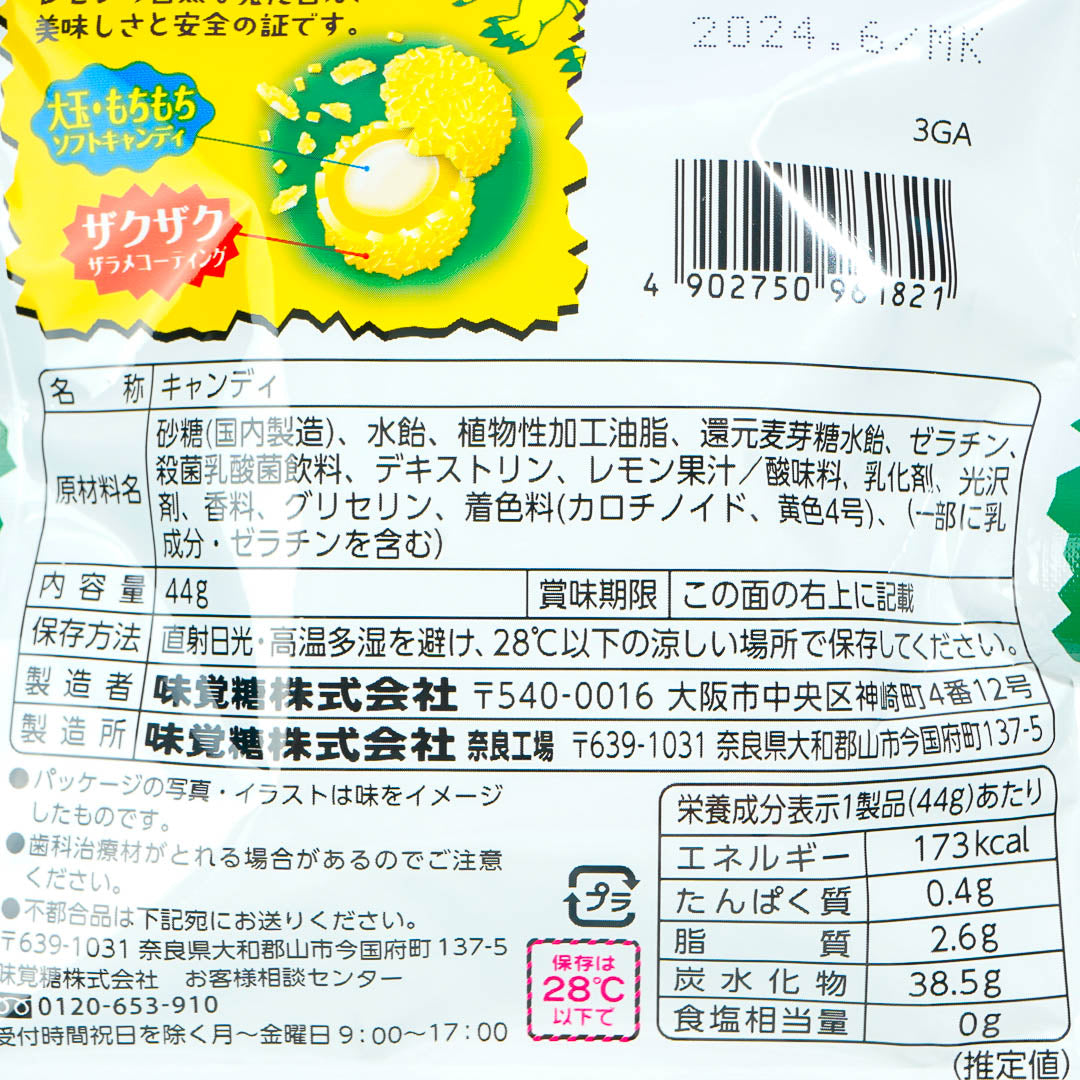 美味しさと安全の証です。
大玉・もちもち
ソフトキャンディ
ザクザク
ザラメコーティング
2024.6/MK
3GA
4 902750 961821
名称 キャンディ
原材料名 砂糖(国内製造)、水飴、植物性加工油脂、還元麦芽糖水飴、ゼラチン、
殺菌乳酸菌飲料、デキストリン、レモン果汁/酸味料、乳化剤、光沢
剤、香料、グリセリン、着色料(カロチノイド、黄色4号)、(一部に乳
成分・ゼラチンを含む)
内容量 44g 賞味期限 この面の右上に記載
保存方法 直射日光・高温多湿を避け、28℃以下の涼しい場所で保存してください。
製造者 味覚糖株式会社 〒540-0016 大阪市中央区神崎町4番12号
製造所 味覚糖株式会社 奈良工場 〒639-1031 奈良県大和郡山市今国府町137-5
●パッケージの写真・イラストは味をイメージ
したものです。
●歯科治療材がとれる場合があるのでご注意
ください。
●不都合品は下記宛にお送りください。
〒639-1031 奈良県大和郡山市今国府町137-5
味覚糖株式会社 お客様相談センター
0120-653-910
受付時間祝日を除く月〜金曜日9:00〜17:00
プラ
保存は
28℃
以下で
栄養成分表示1製品(44g)あたり
エネルギー 173kcal
たんぱく質 0.4g
脂質 2.6g
炭水化物 38.5g
食塩相当量 0g
(推定値)